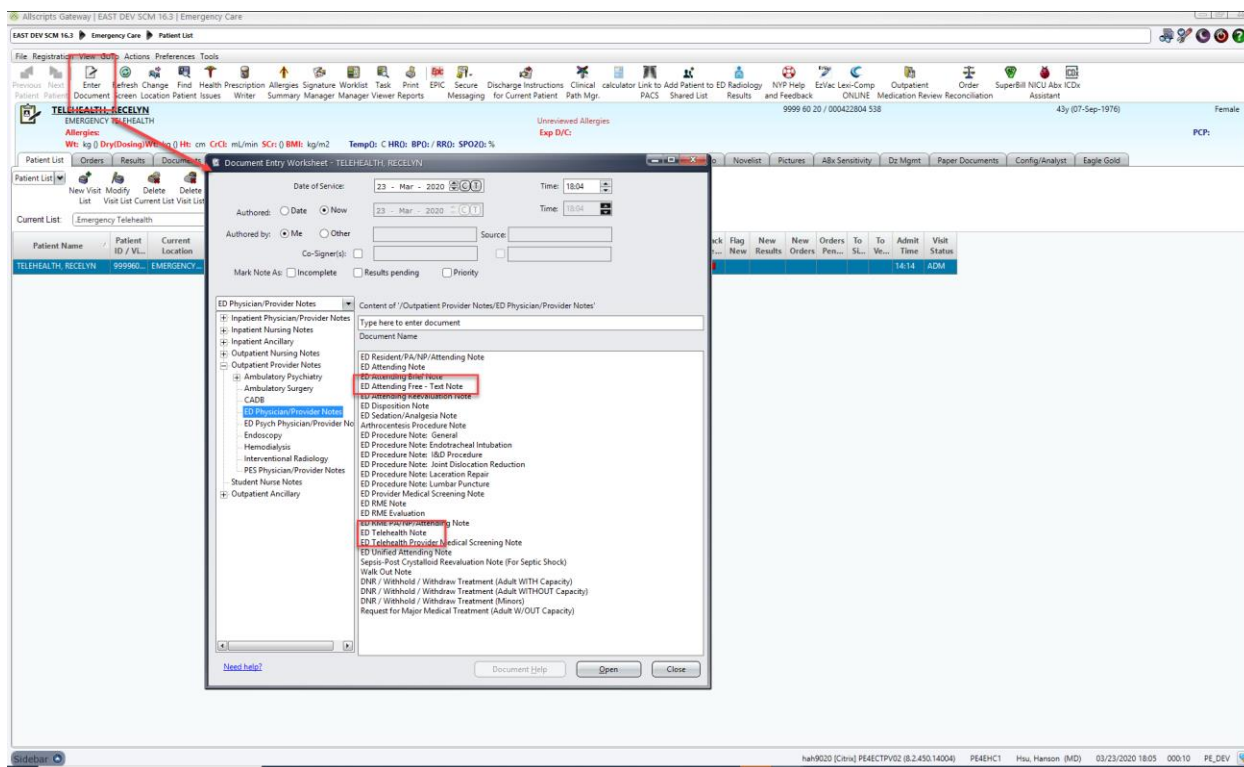 Allscripts Gateway | EAST DEV SCM 16.3 | Emergency Care
EAST DEV SCM 16.3 Emergency Care Patient List
File Registration View GoTo Actions Preferences Tools
Previous Patient Next Patient Enter Document Refresh Screen Change Location Find Patient Health Issues Prescription Writer Allergies Summary Signature Manager Worklist Manager Task Viewer Print Reports EPIC Secure Messaging Discharge Instructions for Current Patient Clinical Path Mgr. calculator Link to PACS Add Patient to Shared List ED Radiology Results NYP Help and Feedback EzVac Lexi-Comp ONLINE Outpatient Medication Review Order Reconciliation SuperBill NICU Abx ICDx Assistant
TELEHEALTH, RECELYN 9999 60 20 / 000422804 538 43y (07-Sep-1976) Female
EMERGENCY TELEHEALTH Unreviewed Allergies
Allergies: Exp D/C: PCP:
Wt: kg () Dry(Dosing)Wt: kg () Ht: cm CrCl: mL/min SCr: () BMI: kg/m2 Temp(): C HR(): BP(): / RR(): SPO2(): %
Patient List Orders Results Documents Novelist Pictures ABx Sensitivity Dz Mgmt Paper Documents Config/Analyst Eagle Gold
Patient List New Visit List Modify Visit List Delete Current List Delete Visit List
Current List: .Emergency Telehealth
Patient Name Patient ID / Vi... Current Location Flag New New Results New Orders Orders Pen... To Si... To Ve... Admit Time Visit Status
TELEHEALTH, RECELYN 999960... EMERGENCY... 14:14 ADM
Document Entry Worksheet - TELEHEALTH, RECELYN
Date of Service: 23 - Mar - 2020 C T Time: 18:04
Authored: Date Now 23 - Mar - 2020 C T Time: 18:04
Authored by: Me Other Source:
Co-Signer(s):
Mark Note As: Incomplete Results pending Priority
ED Physician/Provider Notes
Inpatient Physician/Provider Notes
Inpatient Nursing Notes
Inpatient Ancillary
Outpatient Nursing Notes
Outpatient Provider Notes
Ambulatory Psychiatry
Ambulatory Surgery
CADB
ED Physician/Provider Notes
ED Psych Physician/Provider No
Endoscopy
Hemodialysis
Interventional Radiology
PES Physician/Provider Notes
Student Nurse Notes
Outpatient Ancillary
Content of '/Outpatient Provider Notes/ED Physician/Provider Notes'
Type here to enter document
Document Name
ED Resident/PA/NP/Attending Note
ED Attending Note
ED Attending Brief Note
ED Attending Free - Text Note
ED Attending Reevaluation Note
ED Disposition Note
ED Sedation/Analgesia Note
Arthrocentesis Procedure Note
ED Procedure Note: General
ED Procedure Note: Endotracheal Intubation
ED Procedure Note: I&D Procedure
ED Procedure Note: Joint Dislocation Reduction
ED Procedure Note: Laceration Repair
ED Procedure Note: Lumbar Puncture
ED Provider Medical Screening Note
ED RME Note
ED RME Evaluation
ED RME PA/NP/Attending Note
ED Telehealth Note
ED Telehealth Provider Medical Screening Note
ED Unified Attending Note
Sepsis-Post Crystalloid Reevaluation Note (For Septic Shock)
Walk Out Note
DNR / Withhold / Withdraw Treatment (Adult WITH Capacity)
DNR / Withhold / Withdraw Treatment (Adult WITHOUT Capacity)
DNR / Withhold / Withdraw Treatment (Minors)
Request for Major Medical Treatment (Adult W/OUT Capacity)
Need help? Document Help Open Close
Sidebar hah9020 [Citrix] PE4ECTPV02 (8.2.450.14004) PE4EHC1 Hsu, Hanson (MD) 03/23/2020 18:05 000:10 PE_DEV